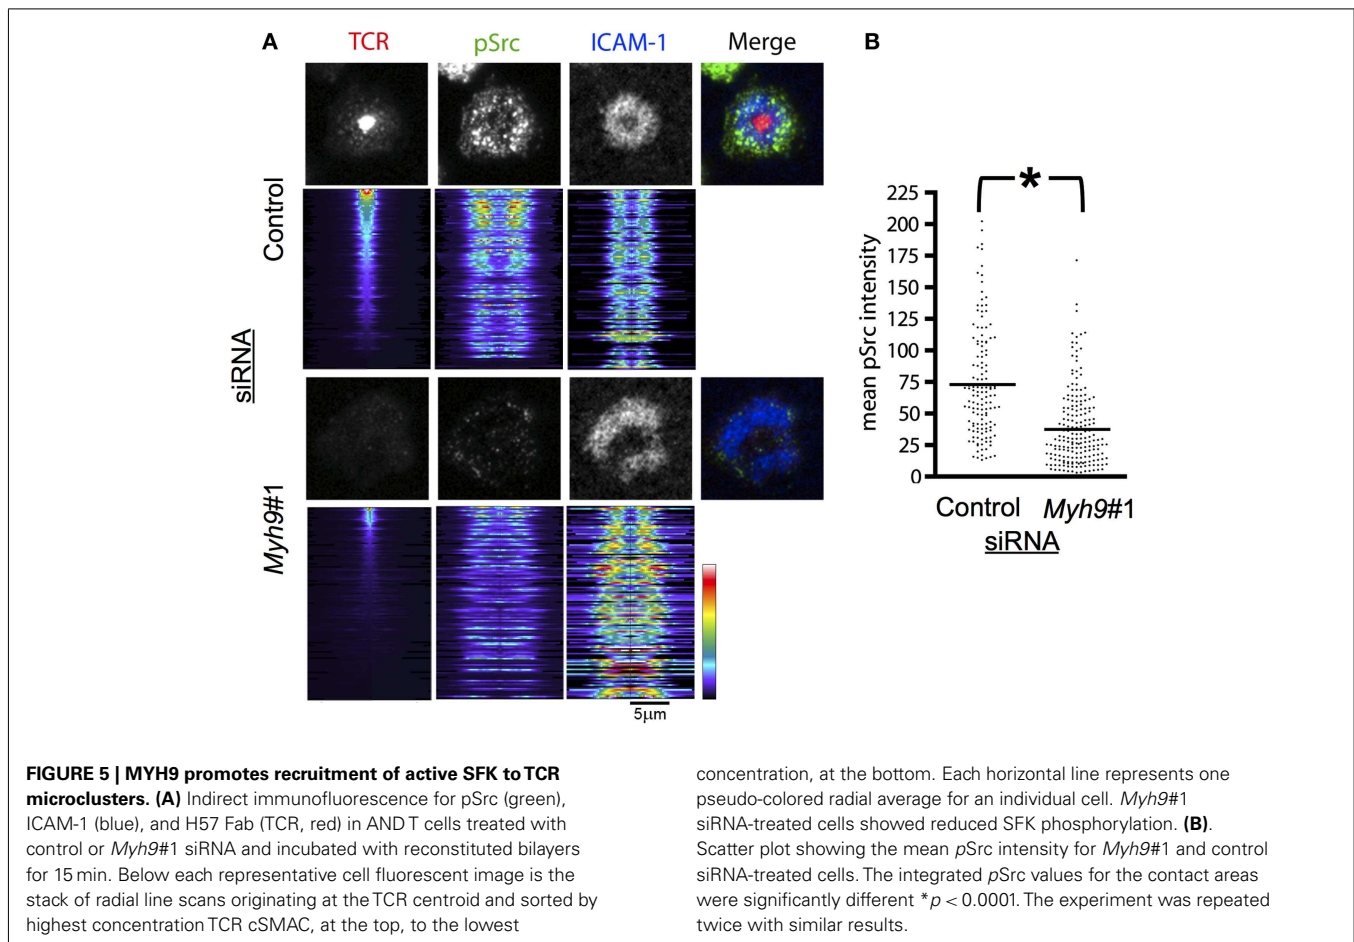 A
TCR
pSrc
ICAM-1
Merge
Control
siRNA
Myh9#1
5μm
B
*
mean pSrc intensity
225
200
175
150
125
100
75
50
25
0
Control Myh9#1
siRNA
FIGURE 5 | MYH9 promotes recruitment of active SFK to TCR
microclusters. (A) Indirect immunofluorescence for pSrc (green),
ICAM-1 (blue), and H57 Fab (TCR, red) in AND T cells treated with
control or Myh9#1 siRNA and incubated with reconstituted bilayers
for 15 min. Below each representative cell fluorescent image is the
stack of radial line scans originating at the TCR centroid and sorted by
highest concentration TCR cSMAC, at the top, to the lowest
concentration, at the bottom. Each horizontal line represents one
pseudo-colored radial average for an individual cell. Myh9#1
siRNA-treated cells showed reduced SFK phosphorylation. (B).
Scatter plot showing the mean pSrc intensity for Myh9#1 and control
siRNA-treated cells. The integrated pSrc values for the contact areas
were significantly different *p < 0.0001. The experiment was repeated
twice with similar results.